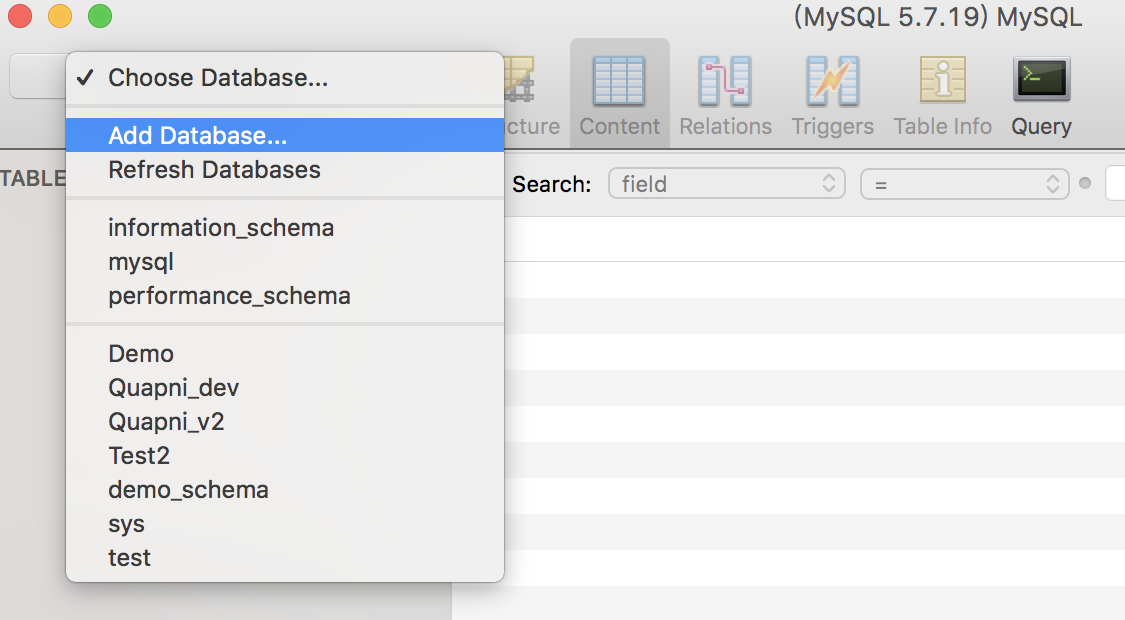 (MySQL 5.7.19) MySQL
Choose Database...
Add Database...
Refresh Databases
information_schema
mysql
performance_schema
Demo
Quapni_dev
Quapni_v2
Test2
demo_schema
sys
test
cture
Content
Relations
Triggers
Table Info
Query
TABLE
Search:
field
=